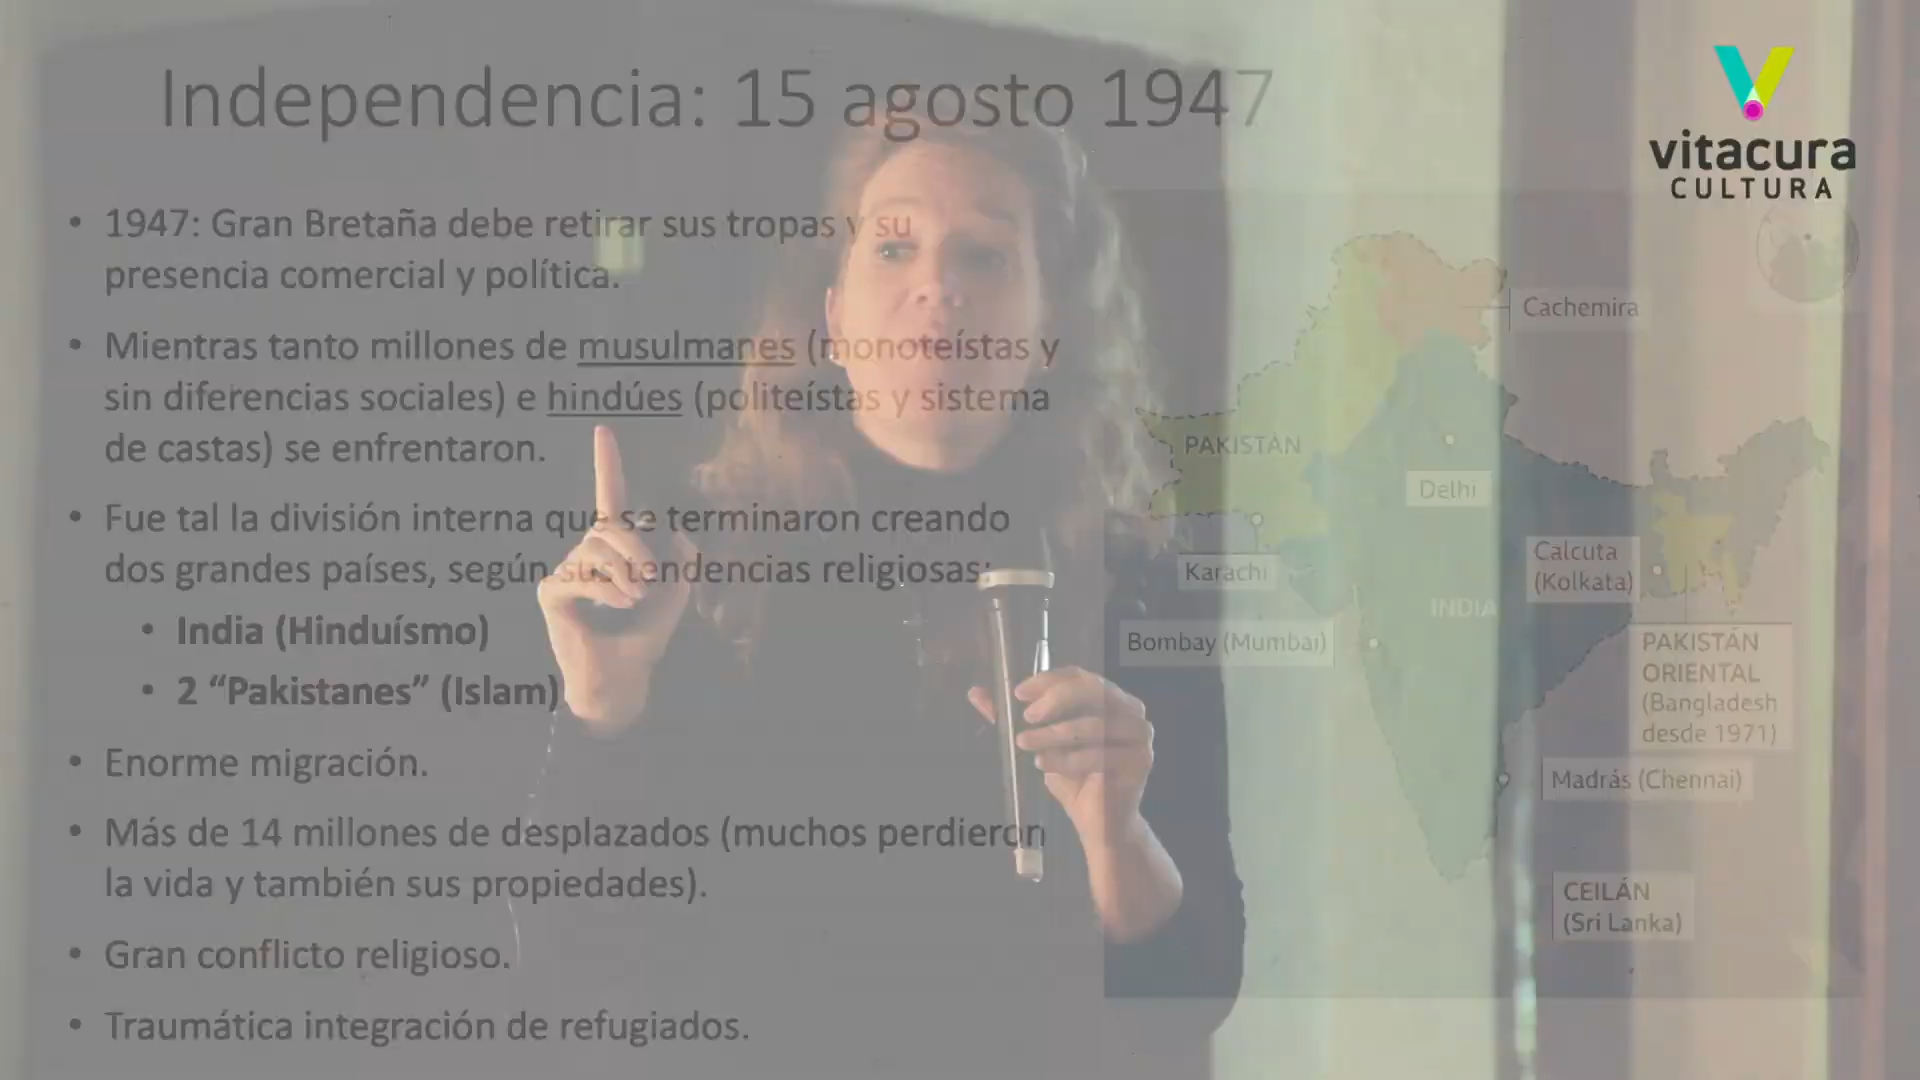 Independencia: 15 agosto 1947
vitacura
CULTURA
• 1947: Gran Bretaña debe retirar sus tropas y su
presencia comercial y política.
• Mientras tanto millones de musulmanes (monoteístas y
sin diferencias sociales) e hindúes (politeístas y sistema
de castas) se enfrentaron.
• Fue tal la división interna que se terminaron creando
dos grandes países, según sus tendencias religiosas:
• India (Hinduísmo)
• 2 “Pakistanes” (Islam)
• Enorme migración.
• Más de 14 millones de desplazados (muchos perdieron
la vida y también sus propiedades).
• Gran conflicto religioso.
• Traumática integración de refugiados.
Cachemira
PAKISTÁN
Delhi
Karachi
Calcuta
(Kolkata)
INDIA
Bombay (Mumbai)
PAKISTÁN
ORIENTAL
(Bangladesh
desde 1971)
Madrás (Chennai)
CEILÁN
(Sri Lanka)